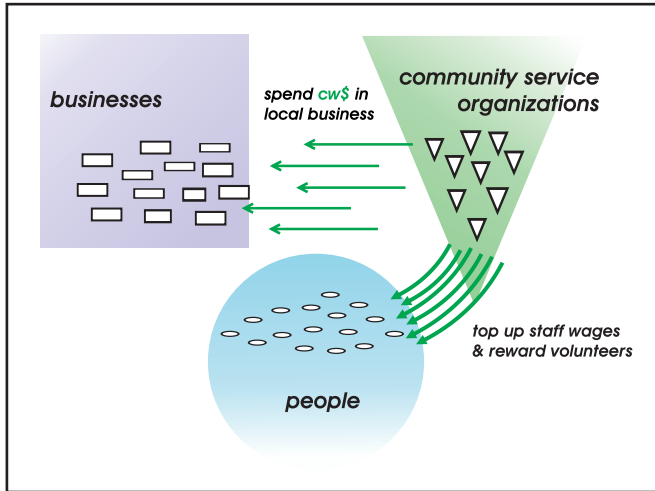 businesses
spend cw$ in
local business
community service
organizations
people
top up staff wages
& reward volunteers